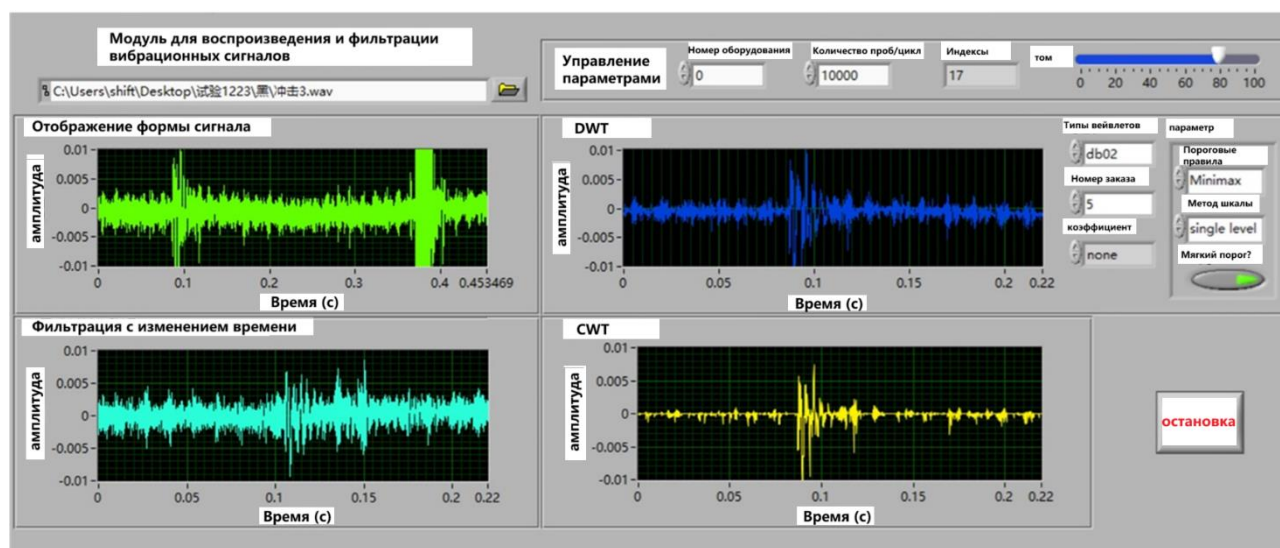 Модуль для воспроизведения и фильтрации
вибрационных сигналов
C:\Users\shift\Desktop\试验1223\黑\冲击3.wav
Управление
параметрами
Номер оборудования
0
Количество проб/цикл
10000
Индексы
17
том
0 20 40 60 80 100
Отображение формы сигнала
амплитуда
0.01
0.005
0
-0.005
-0.01
0 0.1 0.2 0.3 0.4 0.453469
Время (с)
DWT
амплитуда
0.01
0.005
0
-0.005
-0.01
0 0.05 0.1 0.15 0.2 0.22
Время (с)
Типы вейвлетов
db02
Номер заказа
5
коэффициент
none
параметр
Пороговые
правила
Minimax
Метод шкалы
single level
Мягкий порог?
Фильтрация с изменением времени
амплитуда
0.01
0.005
0
-0.005
-0.01
0 0.05 0.1 0.15 0.2 0.22
Время (с)
CWT
амплитуда
0.01
0.005
0
-0.005
-0.01
0 0.05 0.1 0.15 0.2 0.22
Время (с)
остановка